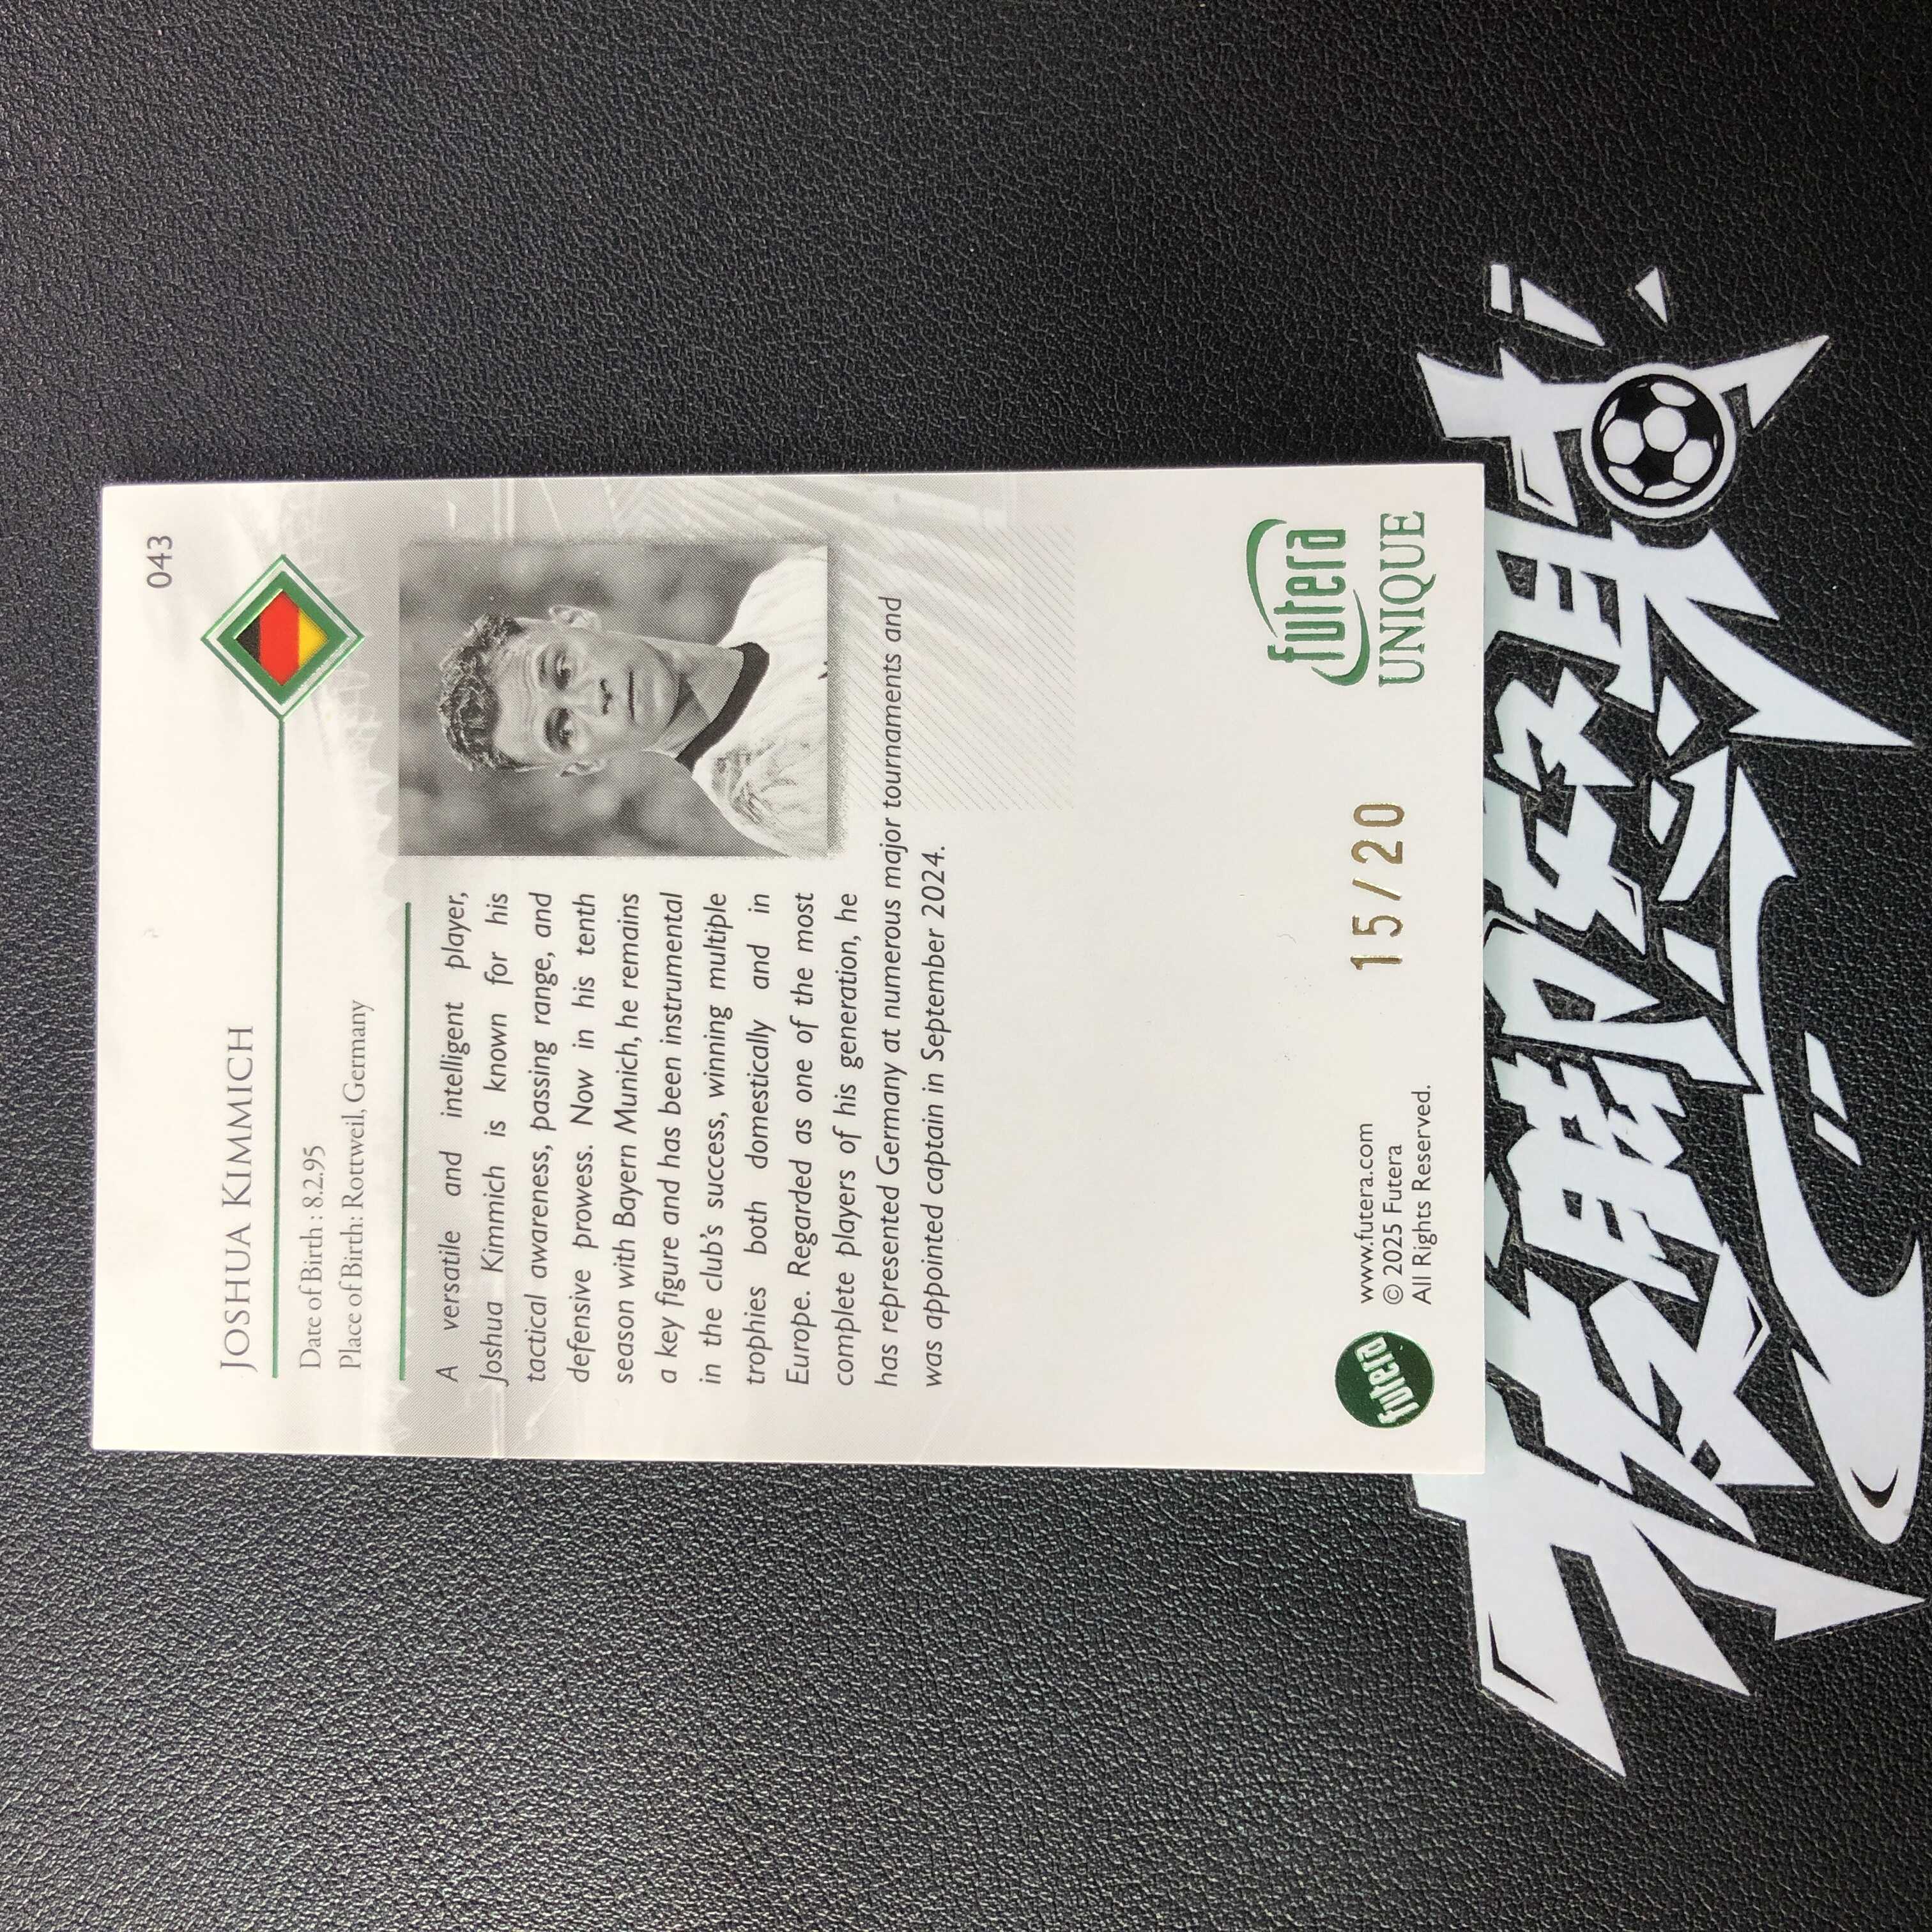 043
JOSHUA KIMMICH
Date of Birth : 8.2.95
Place of Birth: Rottweil, Germany
A versatile and intelligent player,
Joshua Kimmich is known for his
tactical awareness, passing range, and
defensive prowess. Now in his tenth
season with Bayern Munich, he remains
a key figure and has been instrumental
in the club's success, winning multiple
trophies both domestically and in
Europe. Regarded as one of the most
complete players of his generation, he
has represented Germany at numerous major tournaments and
was appointed captain in September 2024.
futera
www.futera.com
© 2025 Futera
All Rights Reserved.
15/20
futera
UNIQUE